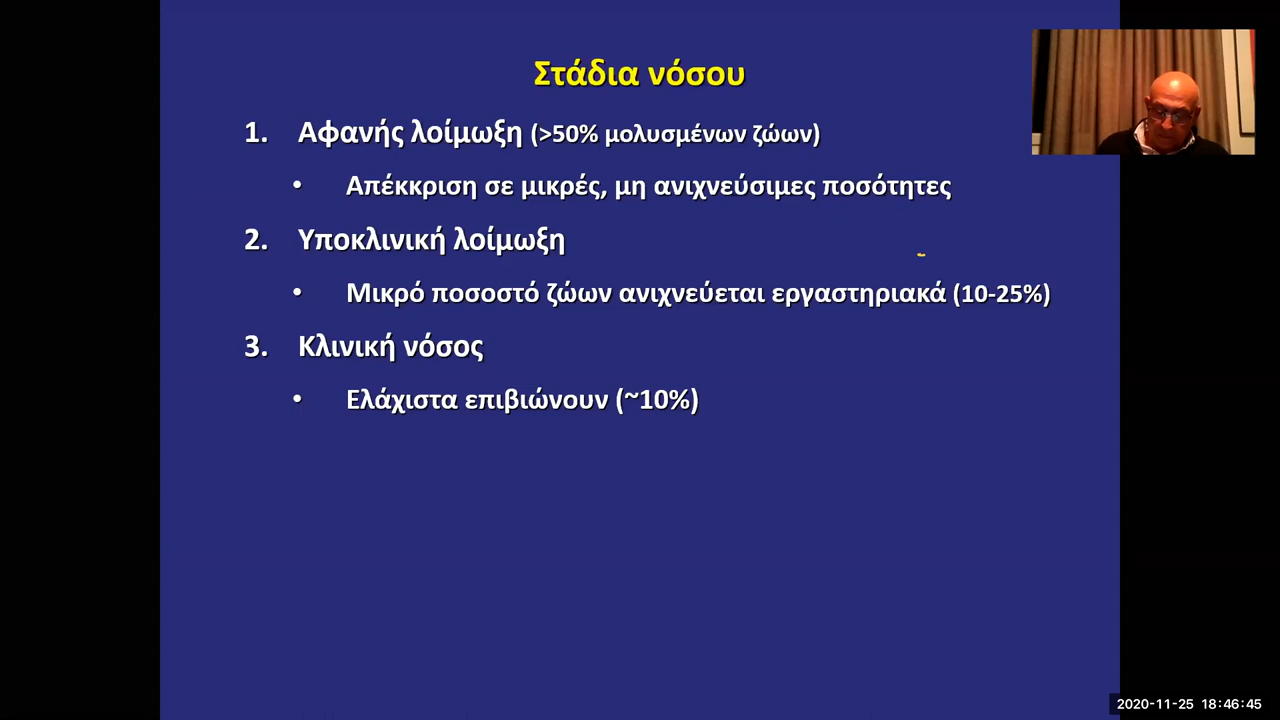 Στάδια νόσου
1. Αφανής λοίμωξη (>50% μολυσμένων ζώων)
• Απέκκριση σε μικρές, μη ανιχνεύσιμες ποσότητες
2. Υποκλινική λοίμωξη
• Μικρό ποσοστό ζώων ανιχνεύεται εργαστηριακά (10-25%)
3. Κλινική νόσος
• Ελάχιστα επιβιώνουν (~10%)
2020-11-25 18:46:45